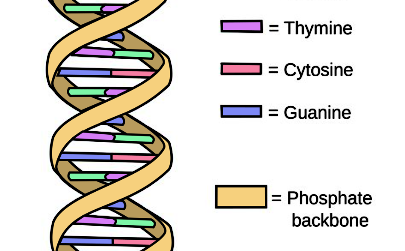 = Thymine
= Cytosine
= Guanine
= Phosphate
backbone